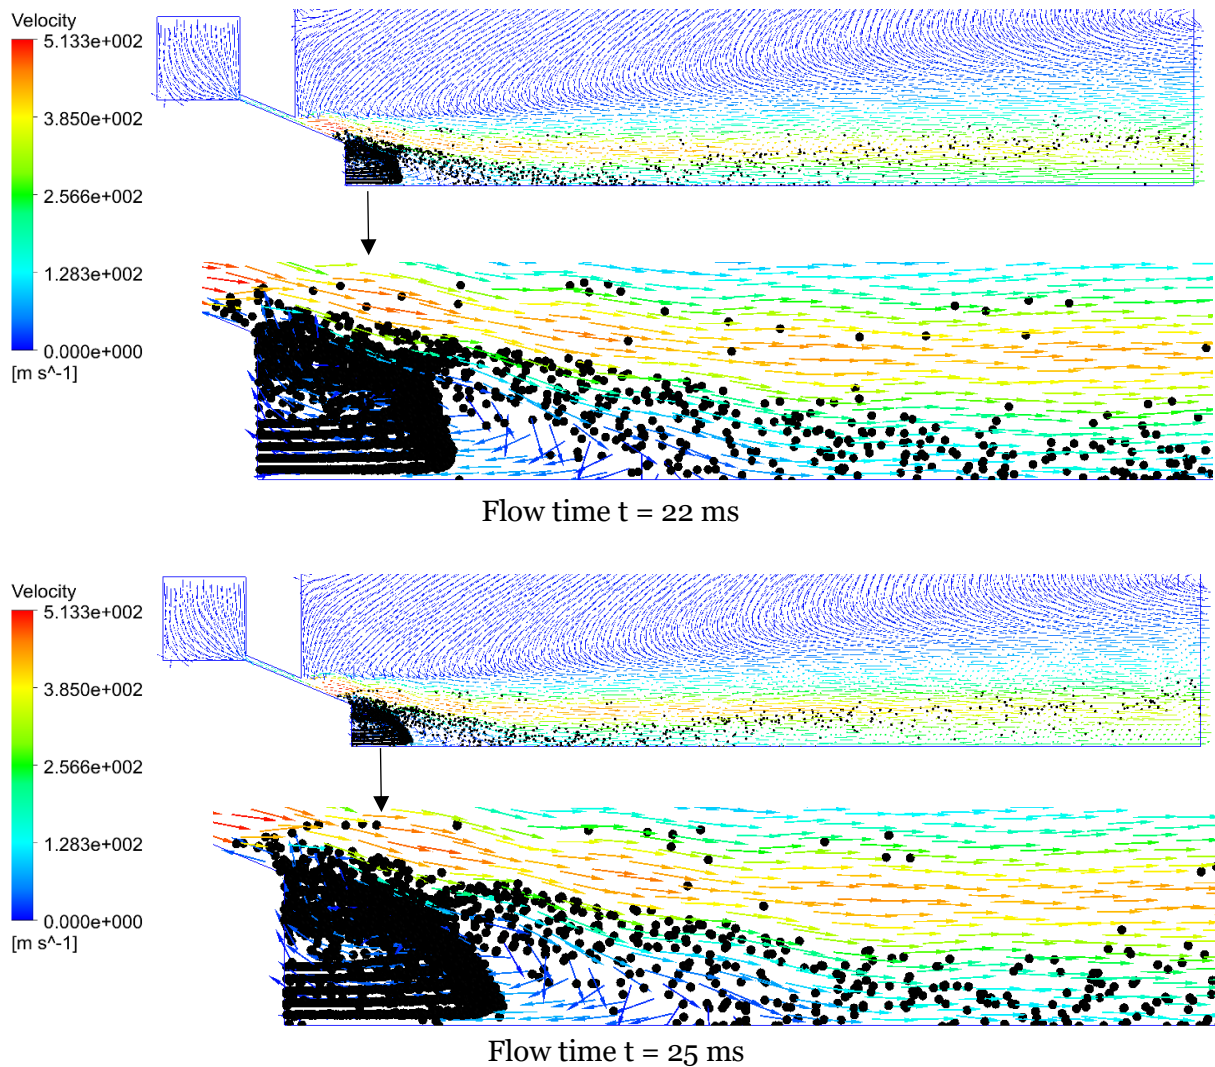 Velocity
5.133e+002
3.850e+002
2.566e+002
1.283e+002
0.000e+000
[m s^-1]
Flow time t = 22 ms
Velocity
5.133e+002
3.850e+002
2.566e+002
1.283e+002
0.000e+000
[m s^-1]
Flow time t = 25 ms